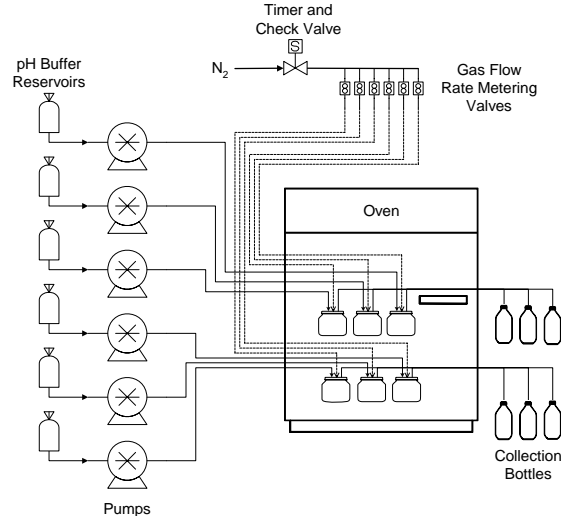 Timer and
Check Valve
S
N₂
pH Buffer
Reservoirs
Gas Flow
Rate Metering
Valves
Oven
Collection
Bottles
Pumps